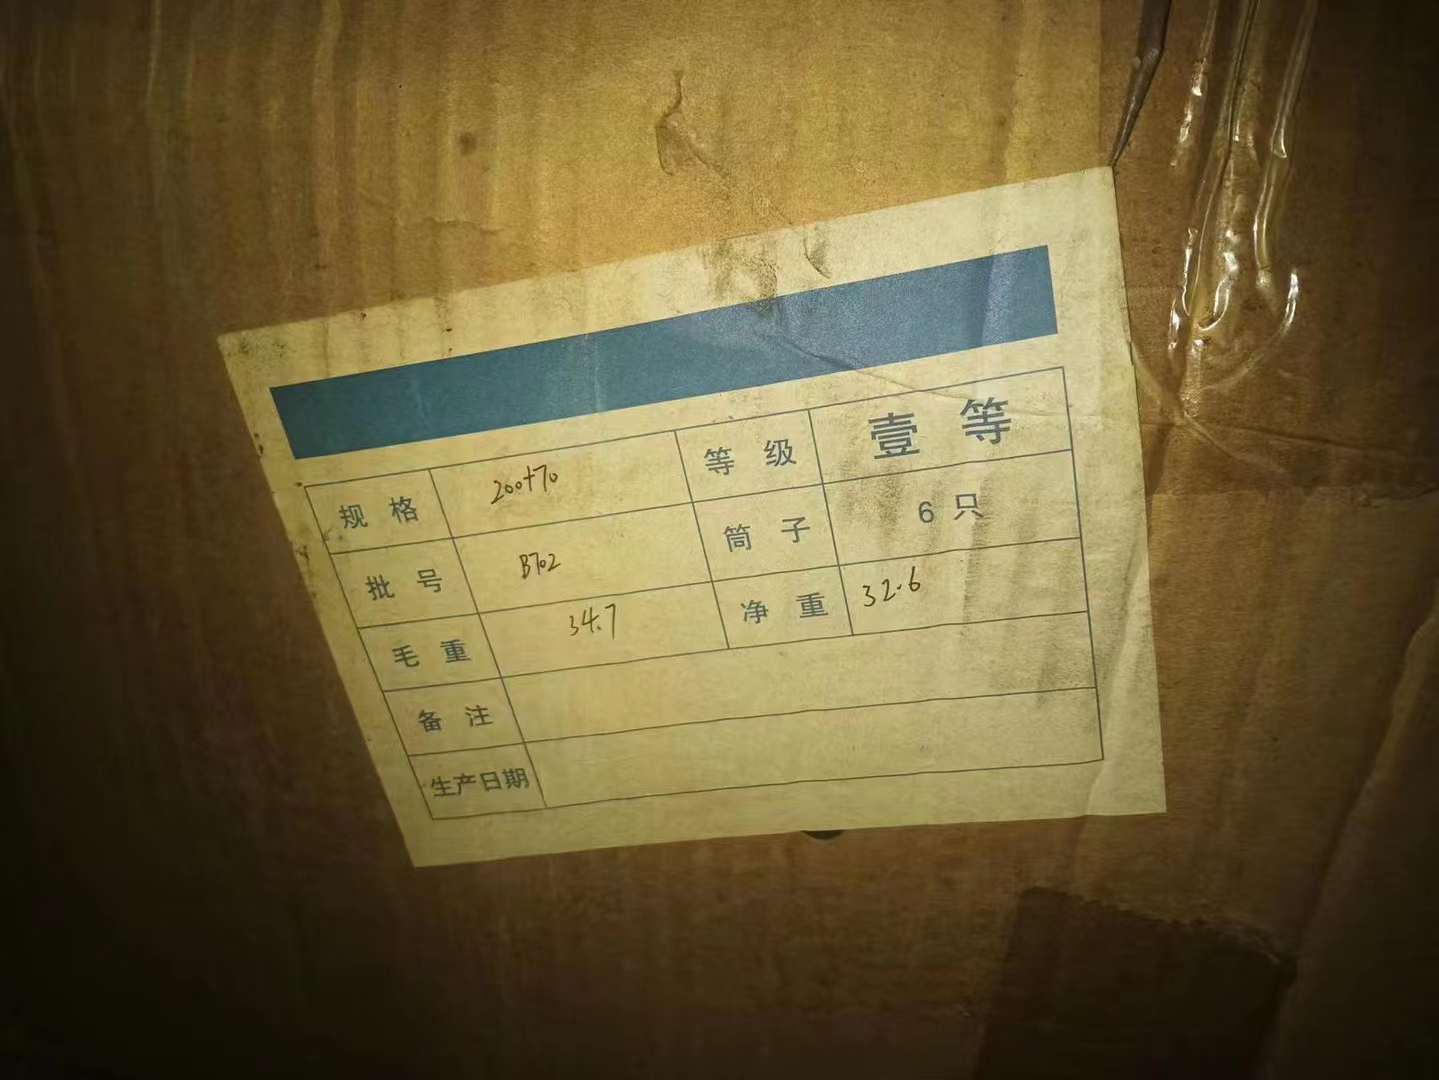 规 格 200+70 等 级 壹 等
批 号 B702 筒 子 6 只
毛 重 34.7 净 重 32.6
备 注
生产日期